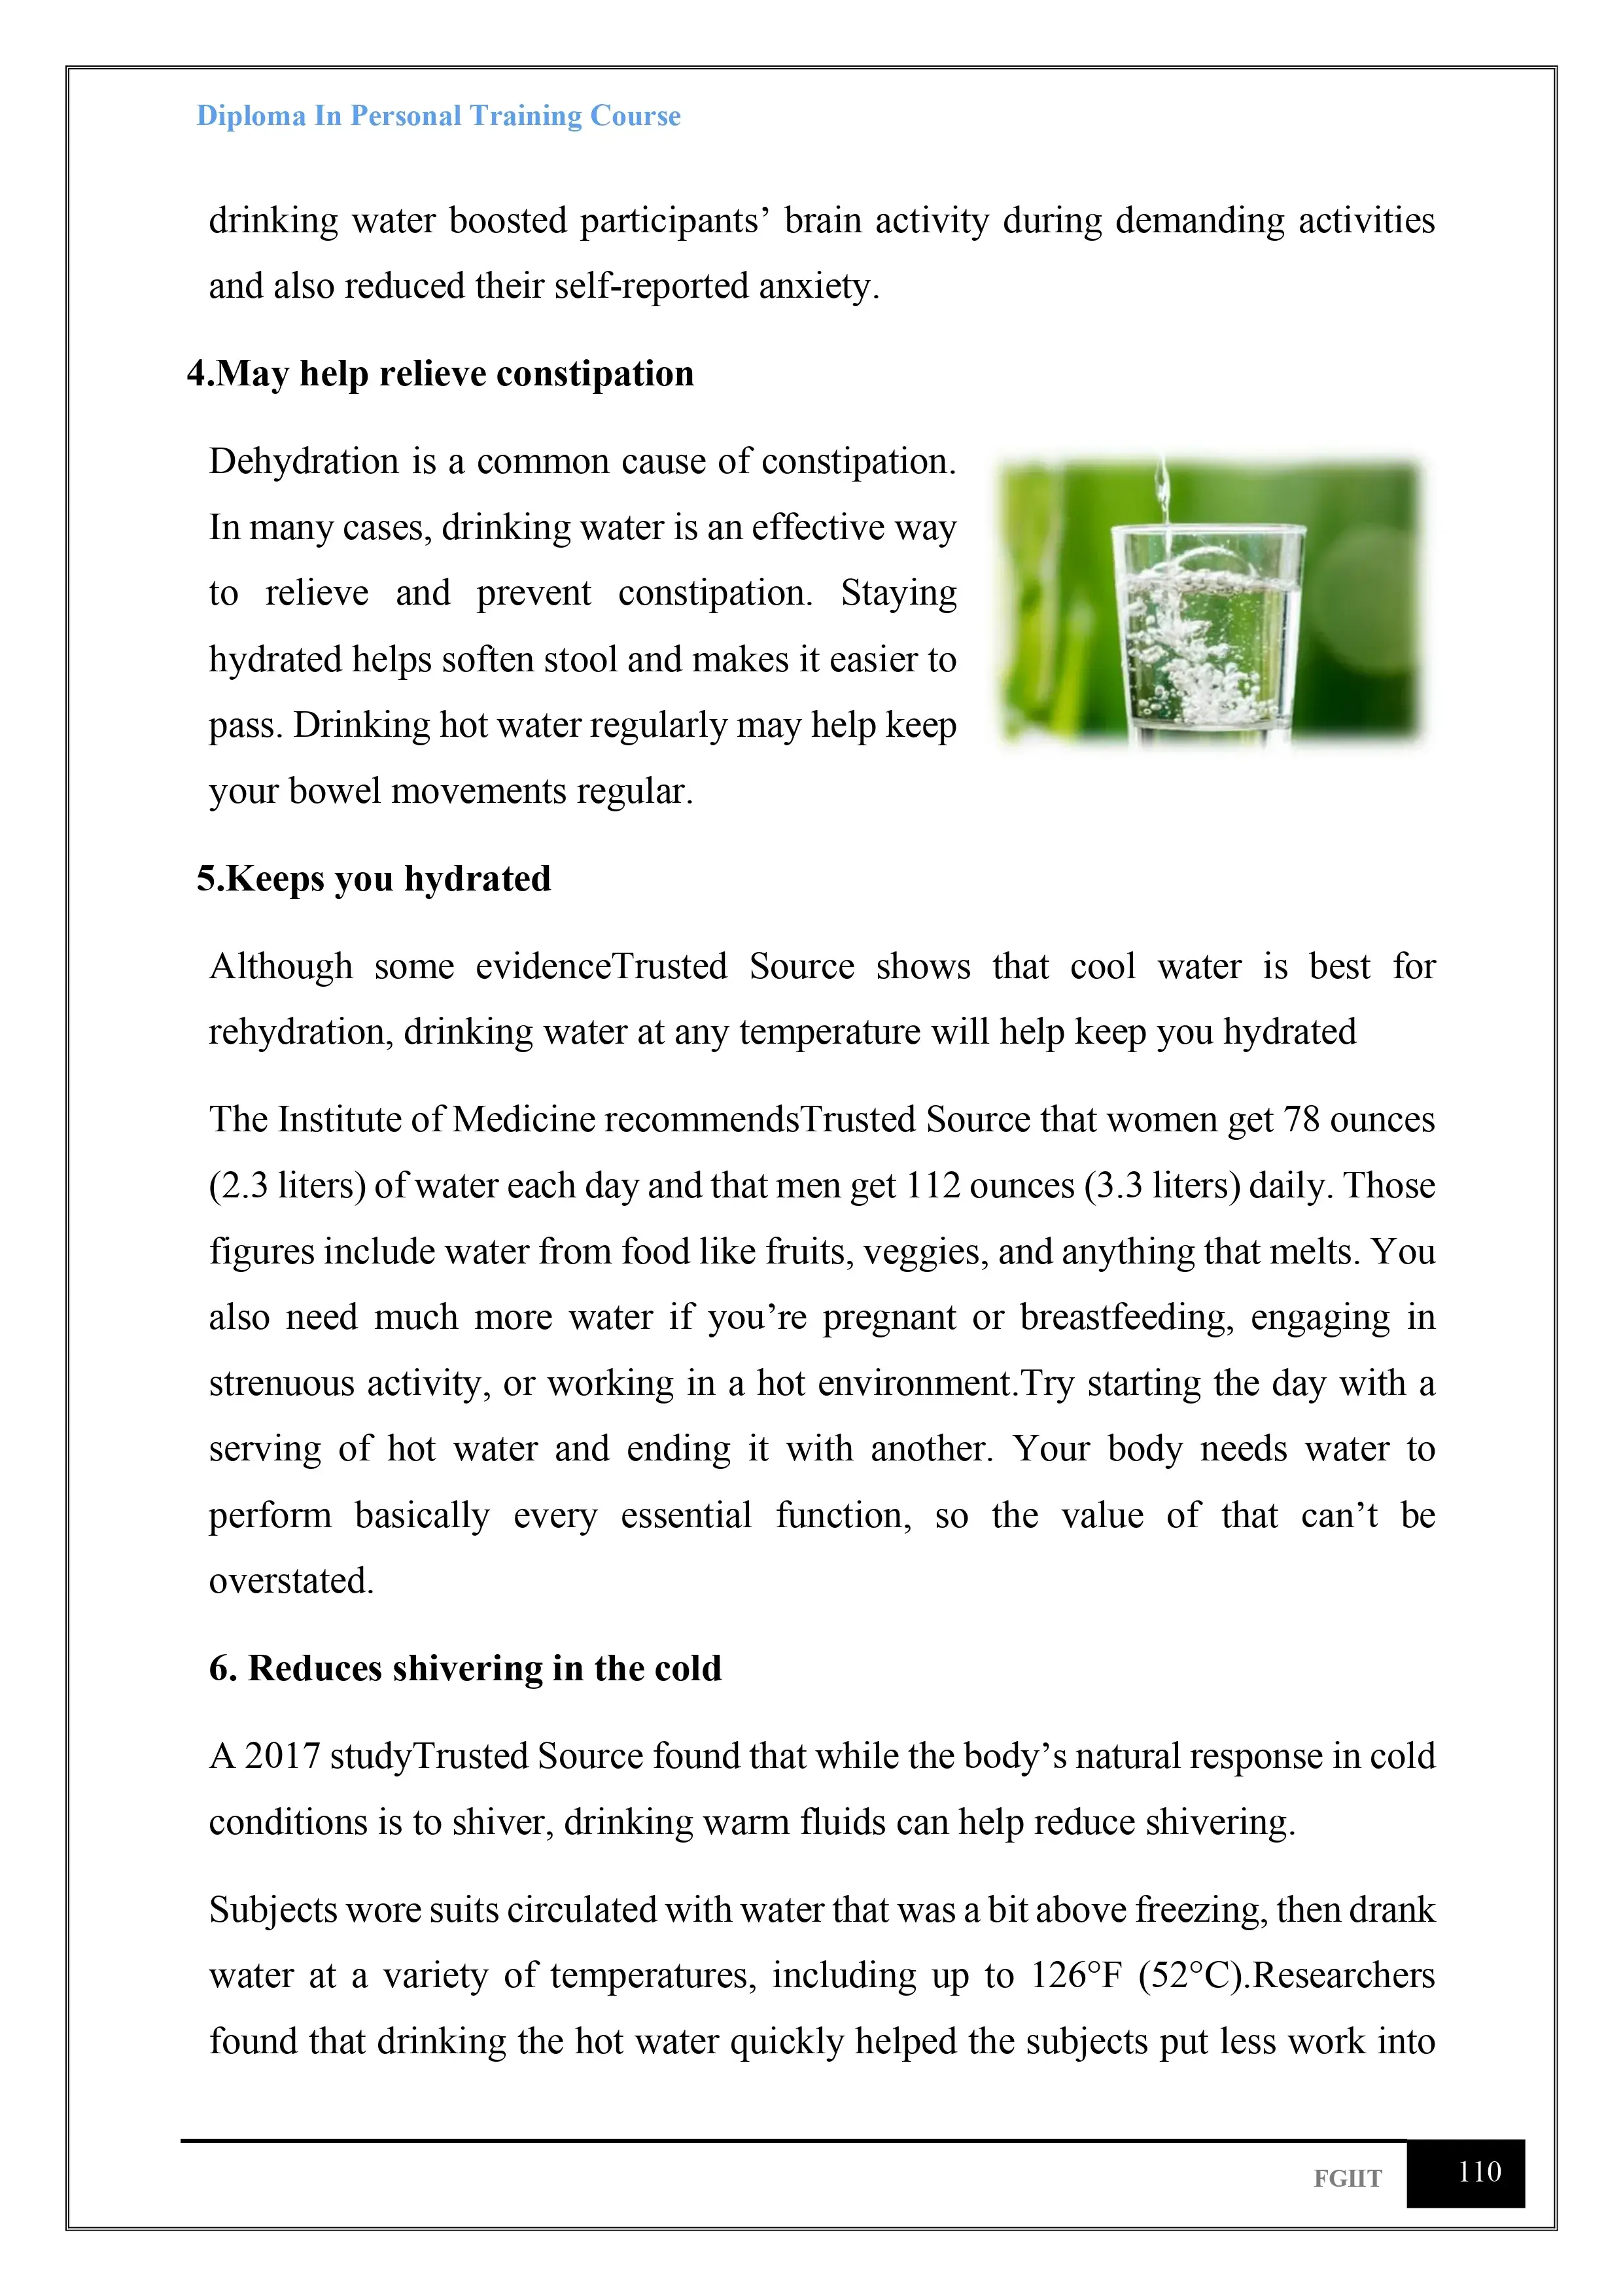 Diploma In Personal Training Course
drinking water boosted participants’ brain activity during demanding activities
and also reduced their self-reported anxiety.
4.May help relieve constipation
Dehydration is a common cause of constipation.
In many cases, drinking water is an effective way
to relieve and prevent constipation. Staying
hydrated helps soften stool and makes it easier to
pass. Drinking hot water regularly may help keep
your bowel movements regular.
5.Keeps you hydrated
Although some evidenceTrusted Source shows that cool water is best for
rehydration, drinking water at any temperature will help keep you hydrated
The Institute of Medicine recommendsTrusted Source that women get 78 ounces
(2.3 liters) of water each day and that men get 112 ounces (3.3 liters) daily. Those
figures include water from food like fruits, veggies, and anything that melts. You
also need much more water if you’re pregnant or breastfeeding, engaging in
strenuous activity, or working in a hot environment.Try starting the day with a
serving of hot water and ending it with another. Your body needs water to
perform basically every essential function, so the value of that can’t be
overstated.
6. Reduces shivering in the cold
A 2017 studyTrusted Source found that while the body’s natural response in cold
conditions is to shiver, drinking warm fluids can help reduce shivering.
Subjects wore suits circulated with water that was a bit above freezing, then drank
water at a variety of temperatures, including up to 126°F (52°C).Researchers
found that drinking the hot water quickly helped the subjects put less work into
FGIIT 110